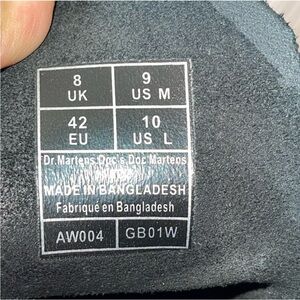 8 9
UK US M
42 10
EU US L
Dr.Martens Doc's Doc Martens
MADE IN BANGLADESH
Fabriqué en Bangladesh
AW004 GB01W